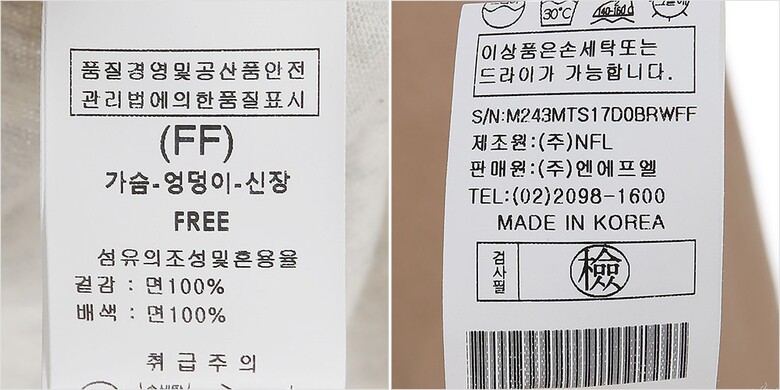 품질경영및공산품안전
관리법에의한품질표시
(FF)
가슴-엉덩이-신장
FREE
섬유의조성및혼용율
겉감 : 면100%
배색 : 면100%
취급주의
30℃
이상품은손세탁또는
드라이가 가능합니다.
S/N:M243MTS17D0BRWFF
제조원:(주)NFL
판매원:(주)엔에프엘
TEL:(02)2098-1600
MADE IN KOREA
검사필
檢